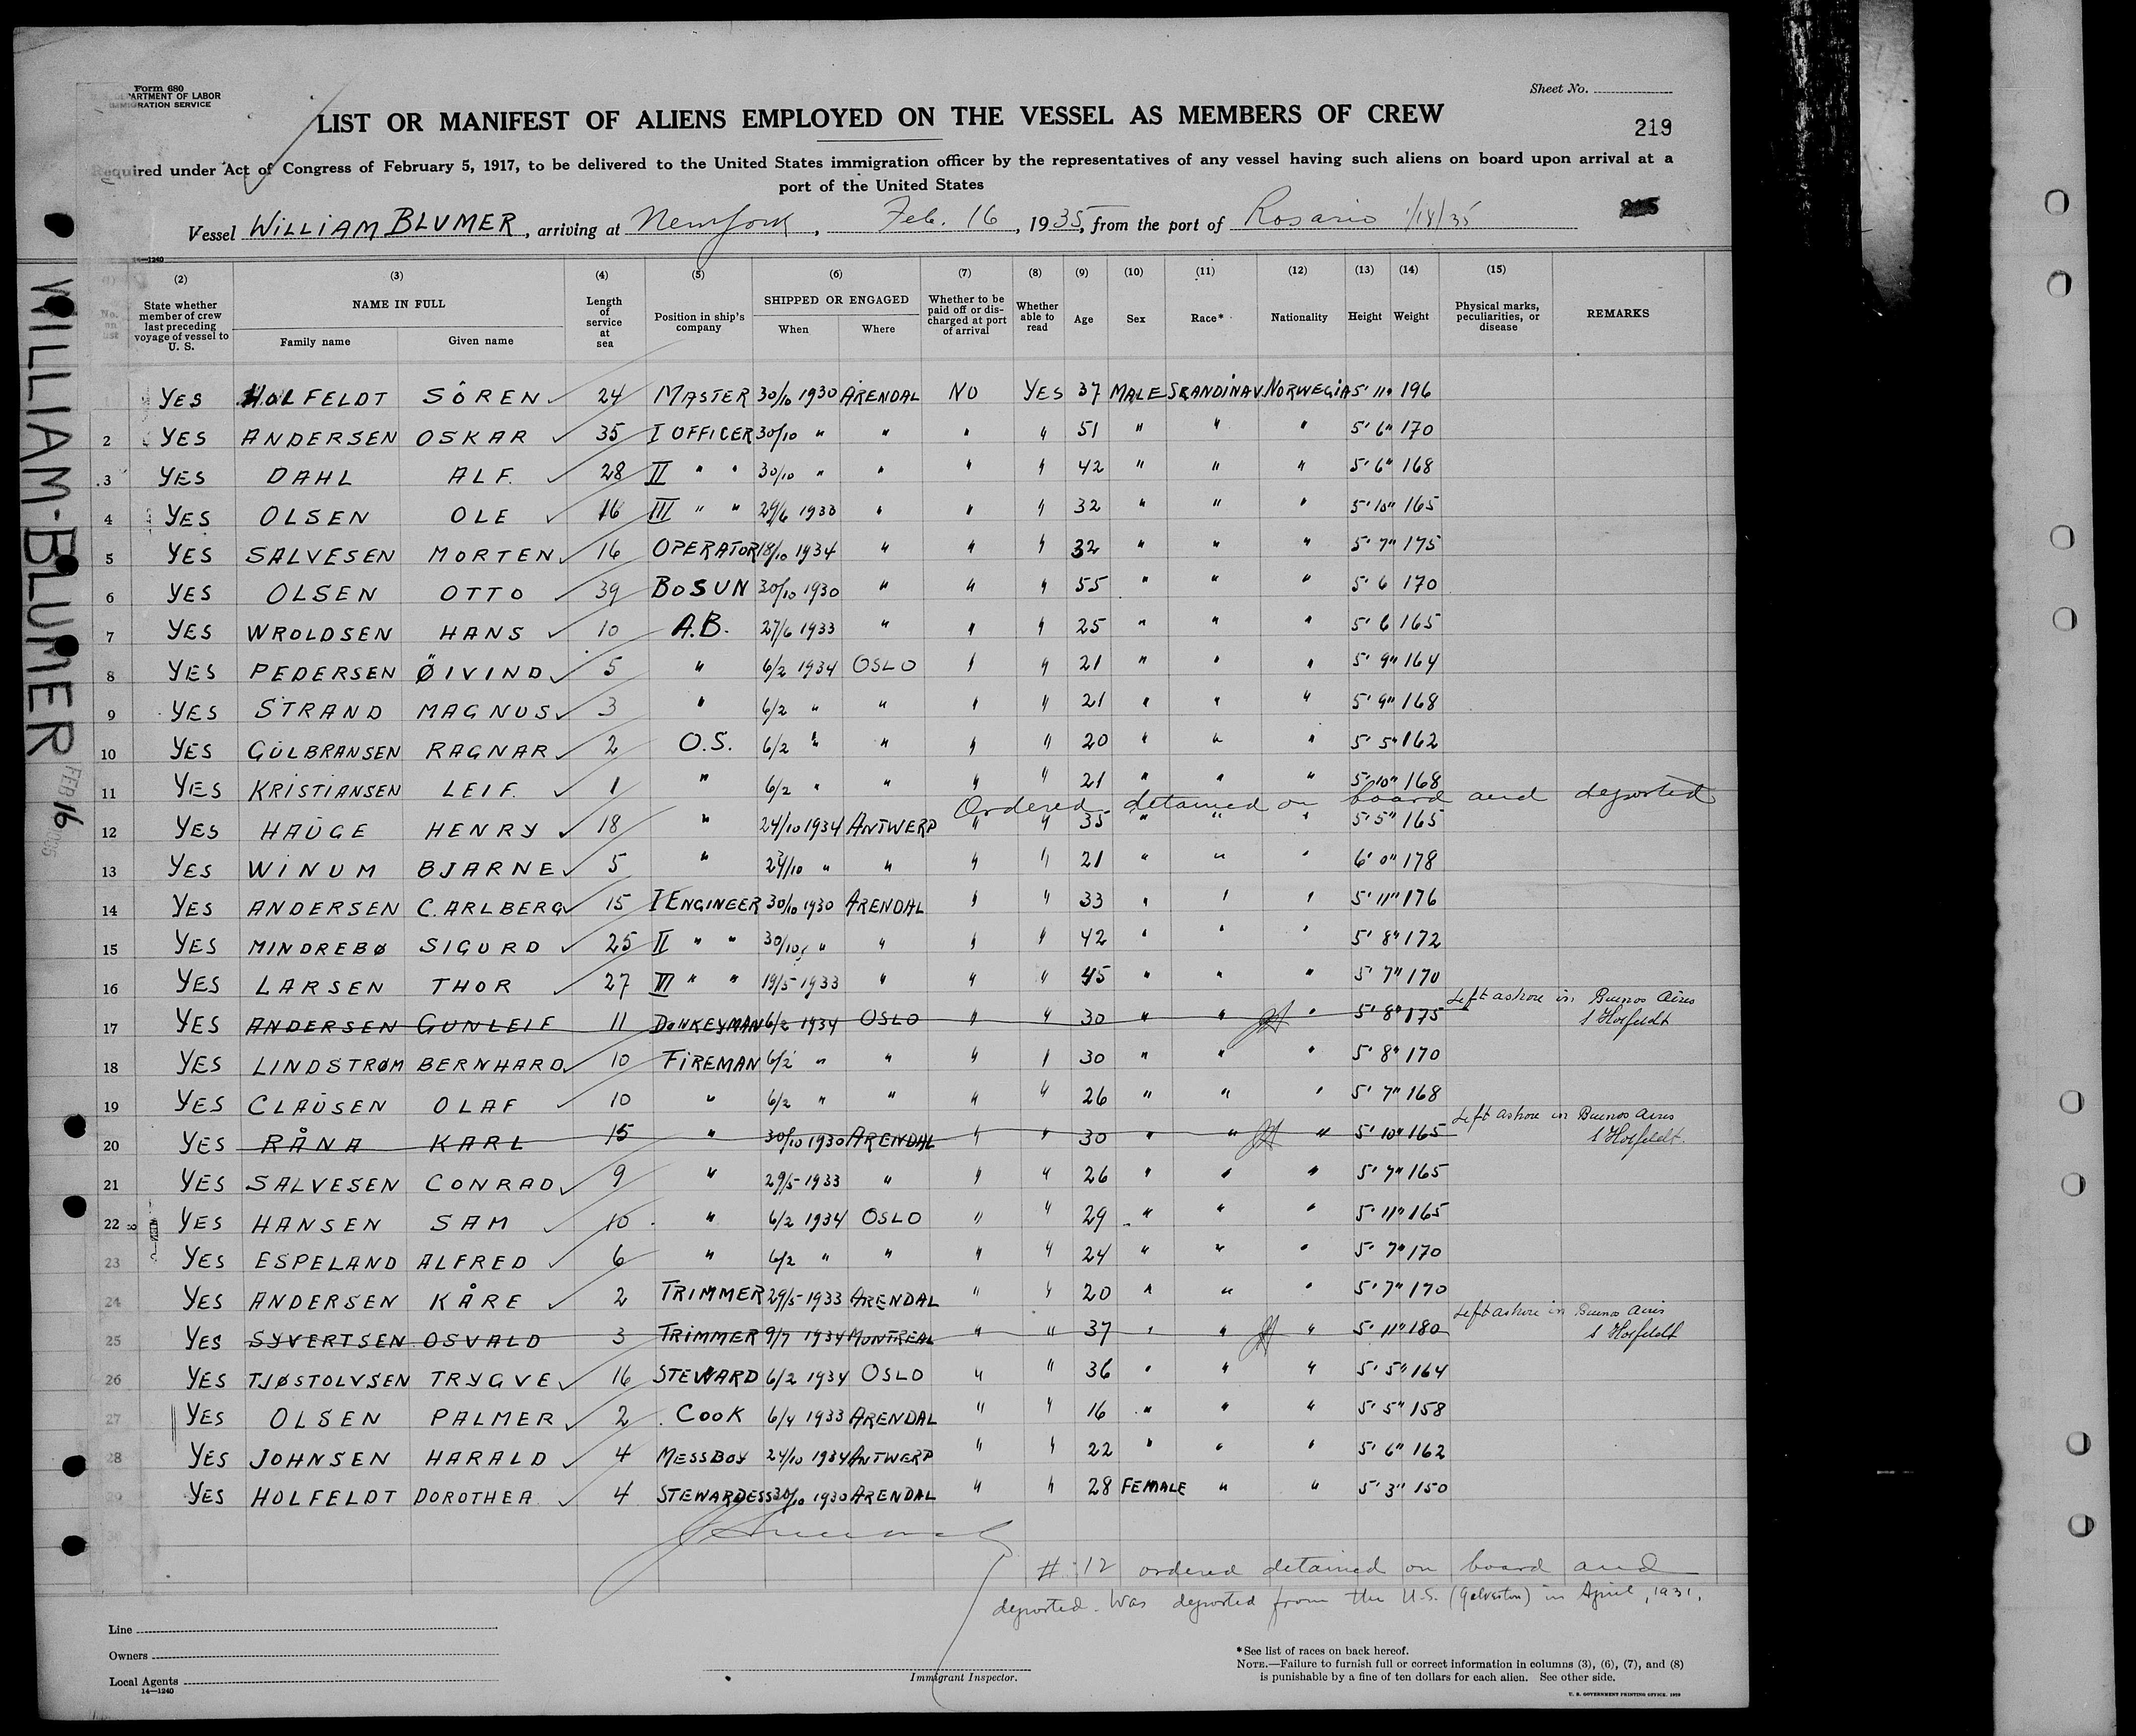 Form 680
DEPARTMENT OF LABOR
IMMIGRATION SERVICE
Sheet No.
LIST OR MANIFEST OF ALIENS EMPLOYED ON THE VESSEL AS MEMBERS OF CREW
219
Required under Act of Congress of February 5, 1917, to be delivered to the United States immigration officer by the representatives of any vessel having such aliens on board upon arrival at a
port of the United States
Vessel WILLIAM BLUMER, arriving at New York, Feb. 16, 1935, from the port of Rosario 1/18/35
14—1240
(2) (3) (4) (5) (6) (7) (8) (9) (10) (11) (12) (13) (14) (15)
No. on list State whether member of crew last preceding voyage of vessel to U. S. NAME IN FULL Family name Given name Length of service at sea Position in ship's company SHIPPED OR ENGAGED When Where Whether to be paid off or discharged at port of arrival Whether able to read Age Sex Race* Nationality Height Weight Physical marks, peculiarities, or disease REMARKS
YES HOLFELDT SÖREN 24 MASTER 30/10 1930 ARENDAL NO YES 37 MALE SKANDINAV NORWEGIA 5' 11" 196
2 YES ANDERSEN OSKAR 35 I OFFICER 30/10 " " " " 51 " " " 5' 6" 170
3 YES DAHL ALF. 28 II " " 30/10 " " " " 42 " " " 5' 6" 168
4 YES OLSEN OLE 16 III " " 29/6 1933 " " " 32 " " " 5' 10" 165
5 YES SALVESEN MORTEN 16 OPERATOR 18/10 1934 " " " 32 " " " 5' 7" 175
6 YES OLSEN OTTO 39 BOSUN 30/10 1930 " " " 55 " " " 5' 6 170
7 YES WROLDSEN HANS 10 A.B. 27/6 1933 " " " 25 " " " 5' 6 165
8 YES PEDERSEN ØIVIND 5 " 6/2 1934 OSLO " " 21 " " " 5' 9" 164
9 YES STRAND MAGNUS 3 " 6/2 " " " " 21 " " " 5' 9" 168
10 YES GULBRANSEN RAGNAR 2 O.S. 6/2 " " " " 20 " " " 5' 5" 162
11 YES KRISTIANSEN LEIF. 1 " 6/2 " " " " 21 " " " 5' 10" 168
Ordered detained on board and deported
12 YES HAUGE HENRY 18 " 24/10 1934 ANTWERP " " 35 " " " 5' 5" 165
13 YES WINUM BJARNE 5 " 24/10 " " " " 21 " " " 6' 0" 178
14 YES ANDERSEN CARLBERG 15 I ENGINEER 30/10 1930 ARENDAL " " 33 " " " 5' 11" 176
15 YES MINDREBØ SIGURD 25 II " " 30/10 " " " " 42 " " " 5' 8" 172
16 YES LARSEN THOR 27 III " " 19/5 1933 " " " 45 " " " 5' 7" 170
17 YES ANDERSEN GUNLEIF 11 DONKEYMAN 6/2 1934 OSLO " " 30 " " " 5' 8" 175 Left ashore in Buenos Aires
S Holfeldt
18 YES LINDSTRØM BERNHARD 10 FIREMAN 6/2 " " " " 30 " " " 5' 8" 170
19 YES CLAUSEN OLAF 10 " 6/2 " " " " 26 " " " 5' 7" 168
20 YES RÅNA KARL 15 " 30/10 1930 ARENDAL " " 30 " " " 5' 10" 165 Left ashore in Buenos Aires
S Holfeldt.
21 YES SALVESEN CONRAD 9 " 29/5 1933 " " " 26 " " " 5' 7" 165
22 YES HANSEN SAM 10 " 6/2 1934 OSLO " " 29 " " " 5' 11" 165
23 YES ESPELAND ALFRED 6 " 6/2 " " " " 24 " " " 5' 7" 170
24 YES ANDERSEN KÅRE 2 TRIMMER 29/5 1933 ARENDAL " " 20 " " " 5' 7" 170
25 YES SYVERTSEN OSVALD 3 TRIMMER 9/7 1934 MONTREAL " " 37 " " " 5' 11" 180 Left ashore in Buenos Aires
S Holfeldt
26 YES TJØSTOLVSEN TRYGVE 16 STEWARD 6/2 1934 OSLO " " 36 " " " 5' 5" 164
27 YES OLSEN PALMER 2 COOK 6/4 1933 ARENDAL " " 16 " " " 5' 5" 158
28 YES JOHNSEN HARALD 4 MESSBOY 24/10 1934 ANTWERP " " 22 " " " 5' 6" 162
29 YES HOLFELDT DOROTHEA 4 STEWARDESS 30/10 1930 ARENDAL " " 28 FEMALE " " 5' 3" 150
# 12 ordered detained on board and
deported. Was deported from the U.S. (Galveston) in April, 1931.
Line
Owners
Local Agents
14—1240
Immigrant Inspector.
*See list of races on back hereof.
NOTE.—Failure to furnish full or correct information in columns (3), (6), (7), and (8)
is punishable by a fine of ten dollars for each alien. See other side.
U. S. GOVERNMENT PRINTING OFFICE: 1929
WILLIAM-BLUMER
FEB 16 1935